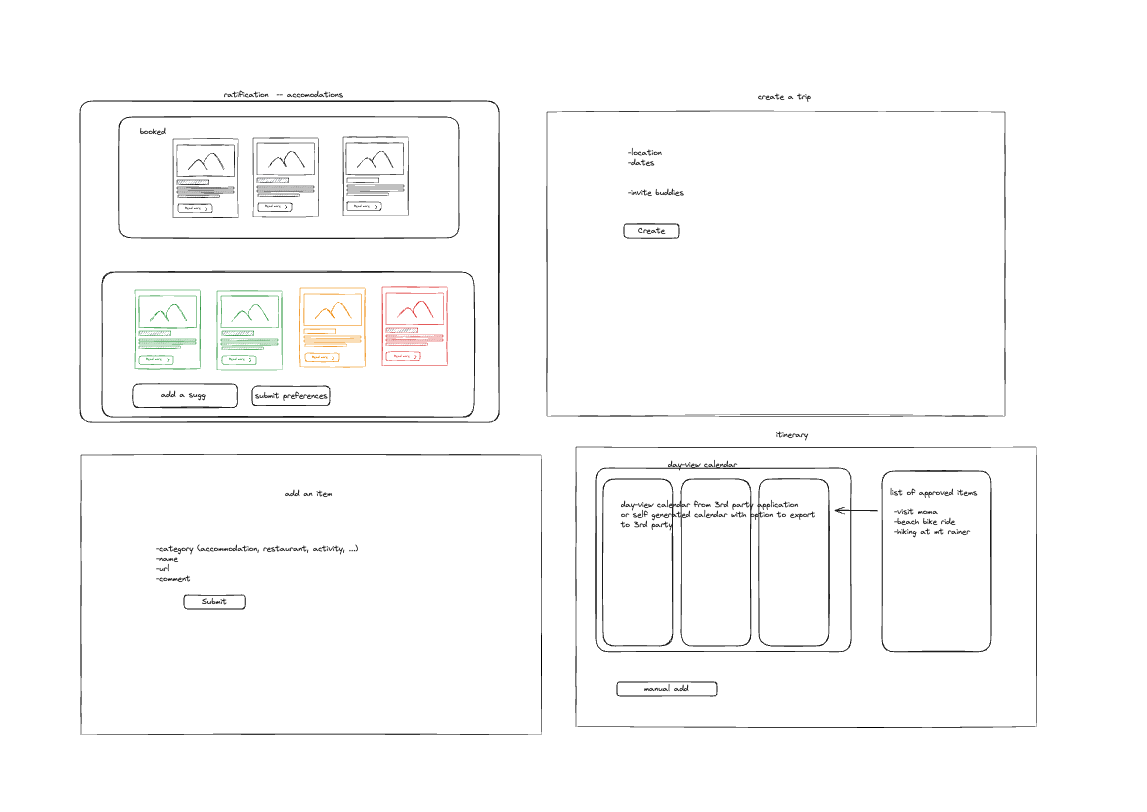 ratification -- accomodations
booked
Read more
Read more
Read more
Read more
Read more
Read more
Read more
add a sugg
submit preferences
create a trip
-location
-dates
-invite buddies
Create
add an item
-category (accommodation, restaurant, activity, ...)
-name
-url
-comment
Submit
itinerary
day-view calendar
day-view calendar from 3rd party application
or self generated calendar with option to export
to 3rd party
list of approved items
-visit moma
-beach bike ride
-hiking at mt rainer
manual add